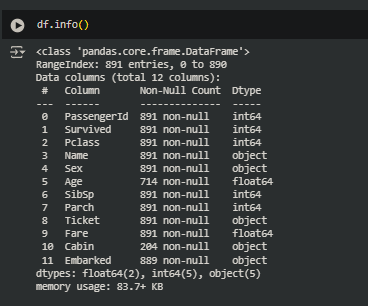 df.info()
<class 'pandas.core.frame.DataFrame'>
RangeIndex: 891 entries, 0 to 890
Data columns (total 12 columns):
 #   Column       Non-Null Count  Dtype
---  ------       --------------  -----
 0   PassengerId  891 non-null    int64
 1   Survived     891 non-null    int64
 2   Pclass       891 non-null    int64
 3   Name         891 non-null    object
 4   Sex          891 non-null    object
 5   Age          714 non-null    float64
 6   SibSp        891 non-null    int64
 7   Parch        891 non-null    int64
 8   Ticket       891 non-null    object
 9   Fare         891 non-null    float64
 10  Cabin        204 non-null    object
 11  Embarked     889 non-null    object
dtypes: float64(2), int64(5), object(5)
memory usage: 83.7+ KB